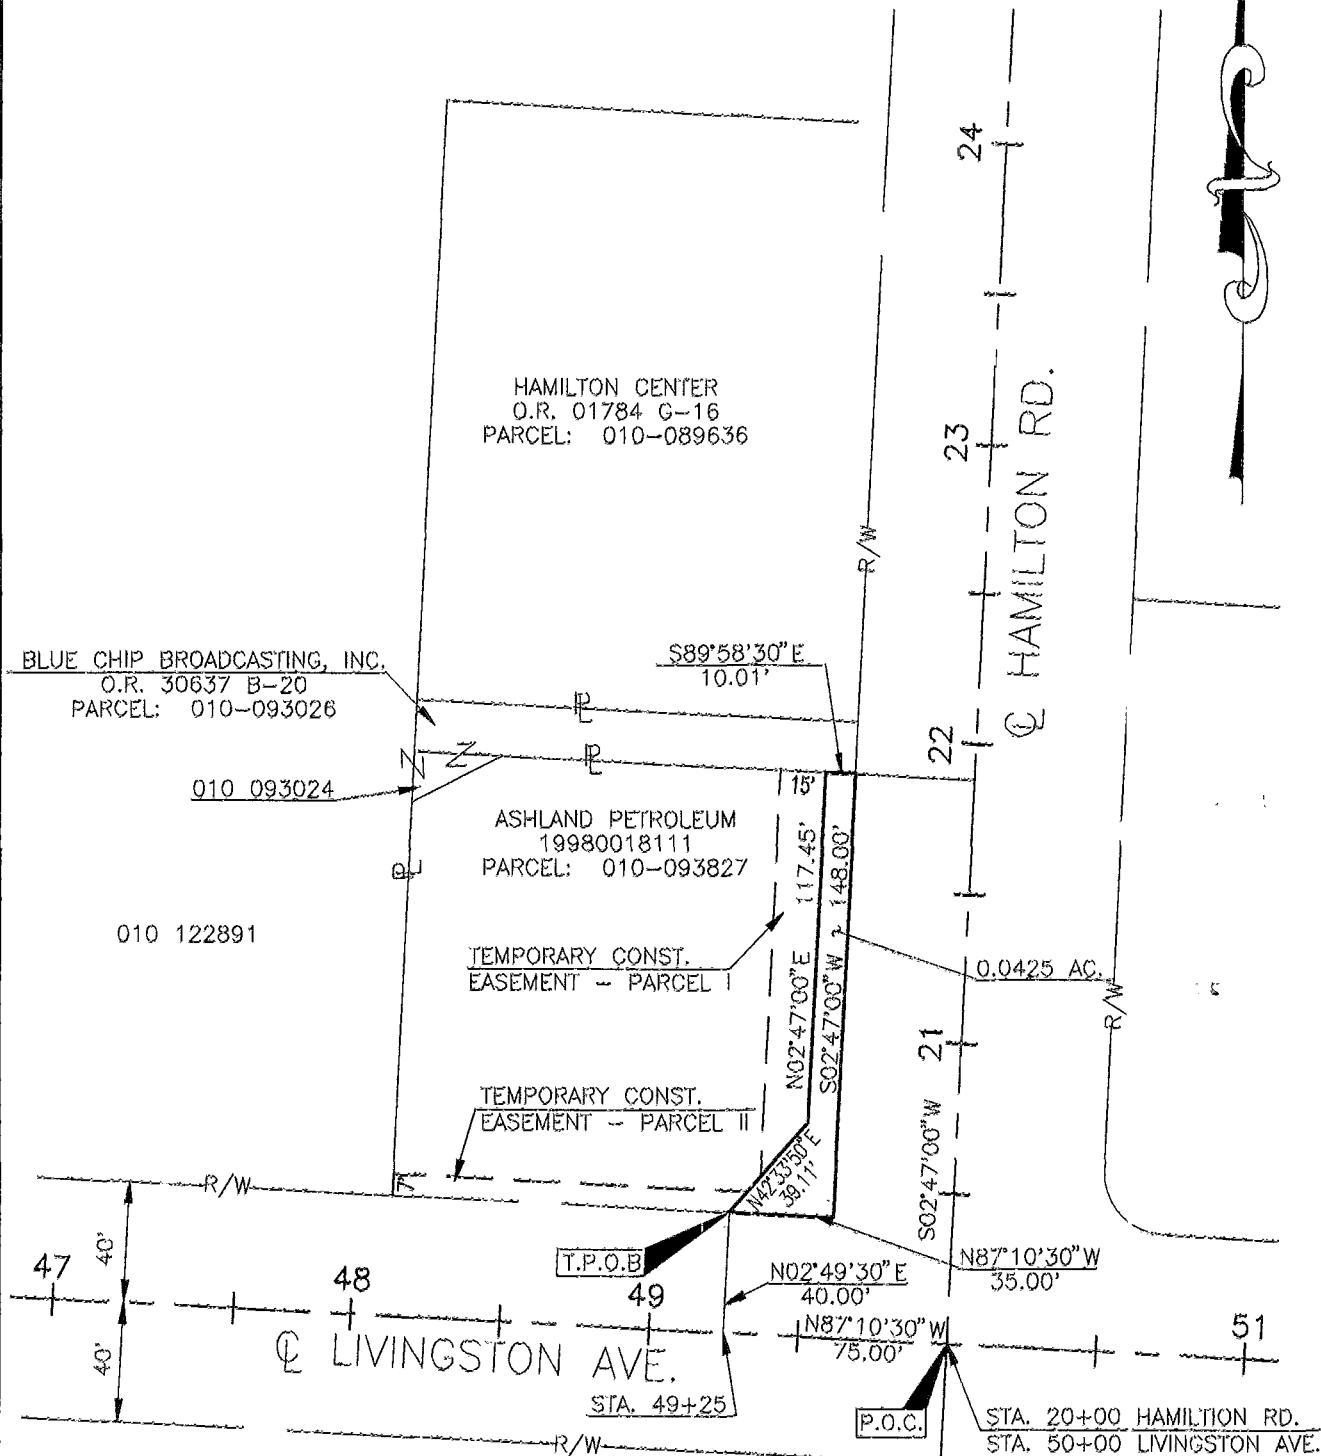 24
HAMILTON CENTER
O.R. 01784 G-16
PARCEL: 010-089636
23
℄ HAMILTON RD.
R/W
BLUE CHIP BROADCASTING, INC.
O.R. 30637 B-20
PARCEL: 010-093026
S89°58'30"E
10.01'
PL
22
Z Z
PL
010 093024
15'
ASHLAND PETROLEUM
19980018111
PARCEL: 010-093827
PL
117.45'
N02°47'00"E
S02°47'00"W ~ 148.00'
010 122891
TEMPORARY CONST.
EASEMENT - PARCEL I
0.0425 AC.
R/W
21
S02°47'00"W
TEMPORARY CONST.
EASEMENT - PARCEL II
N42°33'50"E
39.11'
7'
R/W
40'
T.P.O.B
N02°49'30"E
40.00'
N87°10'30"W
35.00'
47
48
49
N87°10'30"W
75.00'
51
40'
℄ LIVINGSTON AVE.
STA. 49+25
P.O.C.
STA. 20+00 HAMILTION RD.
STA. 50+00 LIVINGSTON AVE.
R/W